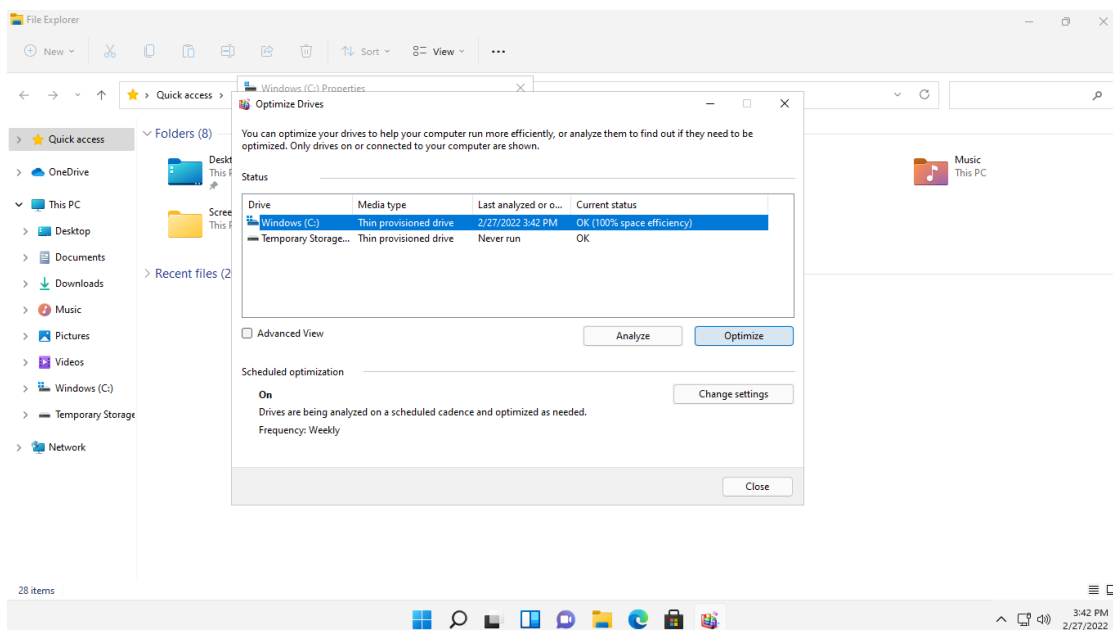 File Explorer
New
Sort
View
Quick access
Windows (C:) Properties
Optimize Drives
You can optimize your drives to help your computer run more efficiently, or analyze them to find out if they need to be
optimized. Only drives on or connected to your computer are shown.
Status
Drive Media type Last analyzed or o... Current status
Windows (C:) Thin provisioned drive 2/27/2022 3:42 PM OK (100% space efficiency)
Temporary Storage... Thin provisioned drive Never run OK
Advanced View
Analyze
Optimize
Scheduled optimization
On
Change settings
Drives are being analyzed on a scheduled cadence and optimized as needed.
Frequency: Weekly
Close
Quick access
OneDrive
This PC
Desktop
Documents
Downloads
Music
Pictures
Videos
Windows (C:)
Temporary Storage
Network
Folders (8)
Deskt
This P
Scree
This P
Recent files (2
Music
This PC
28 items
3:42 PM
2/27/2022